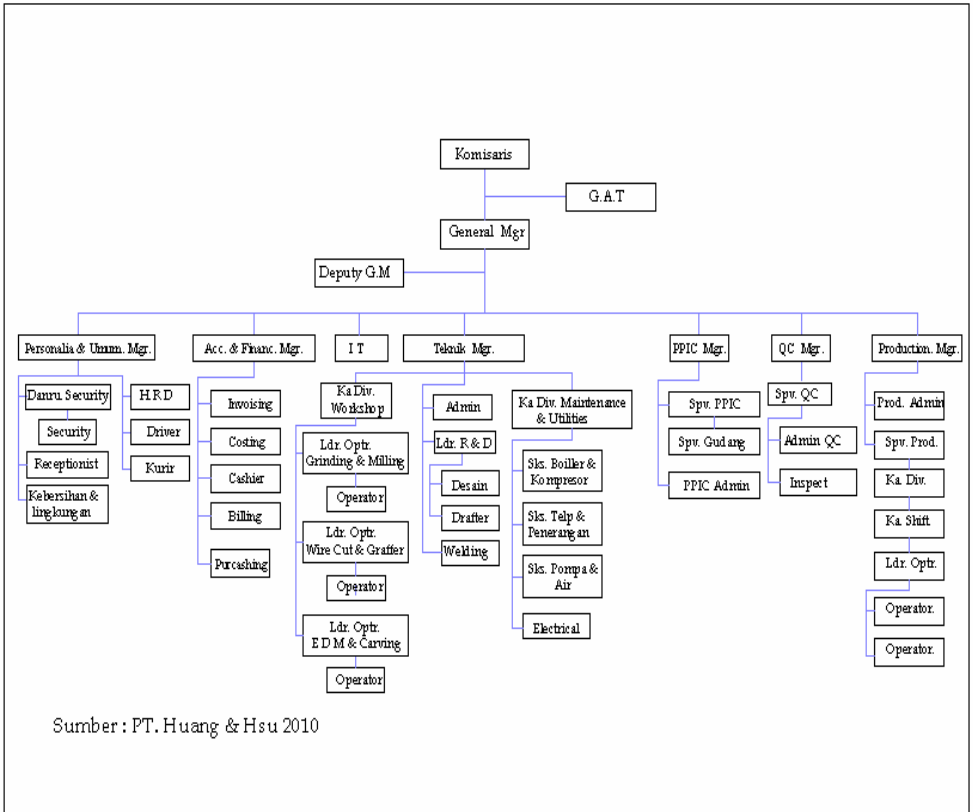 Komisaris
G.A.T
General Mgr
Deputy G.M
Personalia & Umum. Mgr.
Acc. & Financ. Mgr.
I T
Teknik Mgr.
PPIC Mgr.
QC Mgr.
Production. Mgr.
Danru. Security
Security
Receptionist
Kebersihan &
lingkungan
H.R.D
Driver
Kurir
Invoising
Costing
Cashier
Billing
Purcashing
Ka Div.
Workshop
Ldr. Optr.
Grinding & Milling
Operator
Ldr. Optr.
Wire Cut & Graffer
Operator
Ldr. Optr.
E D M & Carving
Operator
Admin
Ldr. R & D
Desain
Drafter
Welding
Ka Div. Maintenance
& Utilities
Sks. Boiller &
Kompresor
Sks. Telp &
Penerangan
Sks. Pompa &
Air
Electrical
Spv. PPIC
Spv. Gudang
PPIC Admin
Spv. QC
Admin QC
Inspect
Prod. Admin
Spv. Prod.
Ka Div.
Ka Shift.
Ldr. Optr.
Operator.
Operator.
Sumber : PT. Huang & Hsu 2010